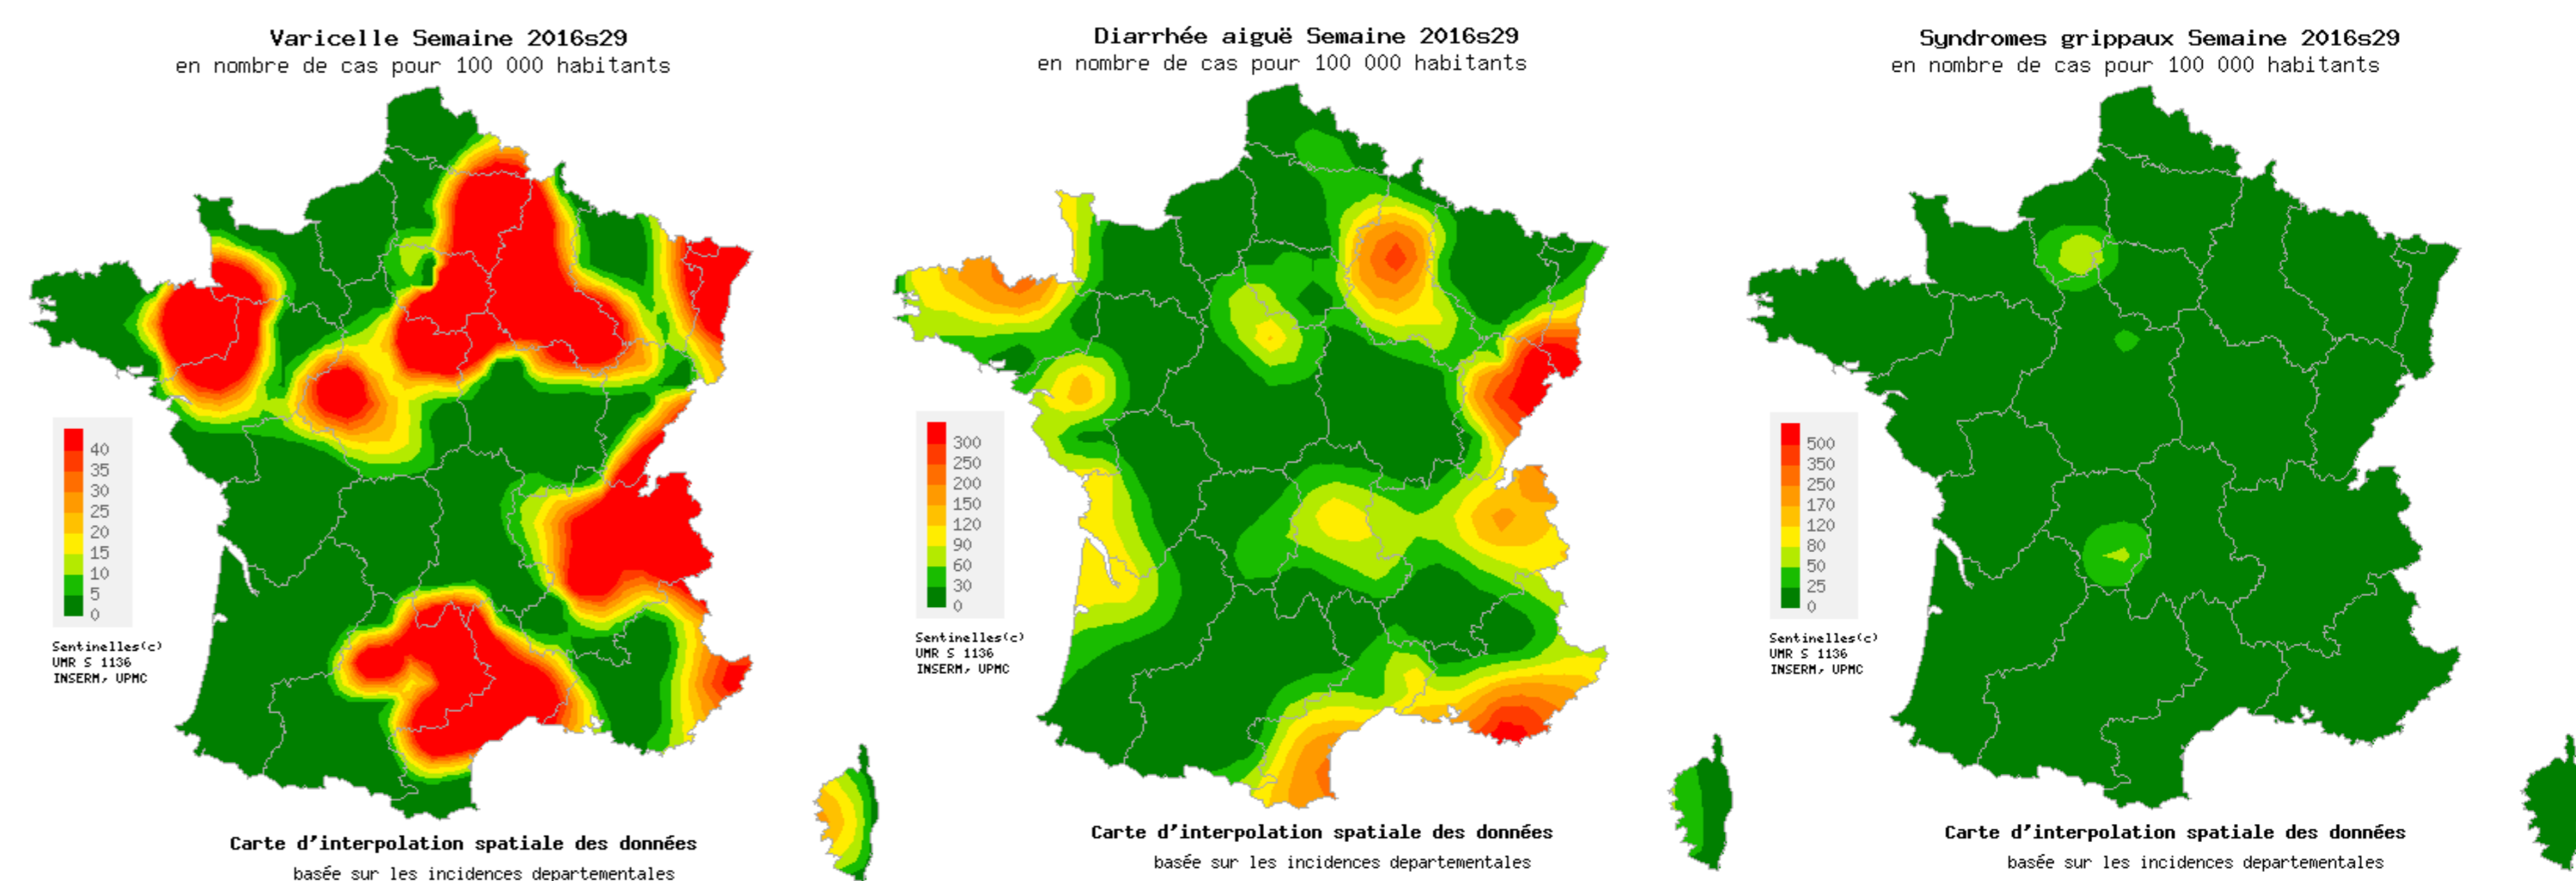 Varicelle Semaine 2016s29
en nombre de cas pour 100 000 habitants
40
35
30
25
20
15
10
5
0
Sentinelles(c)
UMR S 1136
INSERM, UPMC
Carte d'interpolation spatiale des données
basée sur les incidences departementales
Diarrhée aiguë Semaine 2016s29
en nombre de cas pour 100 000 habitants
300
250
200
150
120
90
60
30
0
Sentinelles(c)
UMR S 1136
INSERM, UPMC
Carte d'interpolation spatiale des données
basée sur les incidences departementales
Syndromes grippaux Semaine 2016s29
en nombre de cas pour 100 000 habitants
500
350
250
170
120
80
50
25
0
Sentinelles(c)
UMR S 1136
INSERM, UPMC
Carte d'interpolation spatiale des données
basée sur les incidences departementales